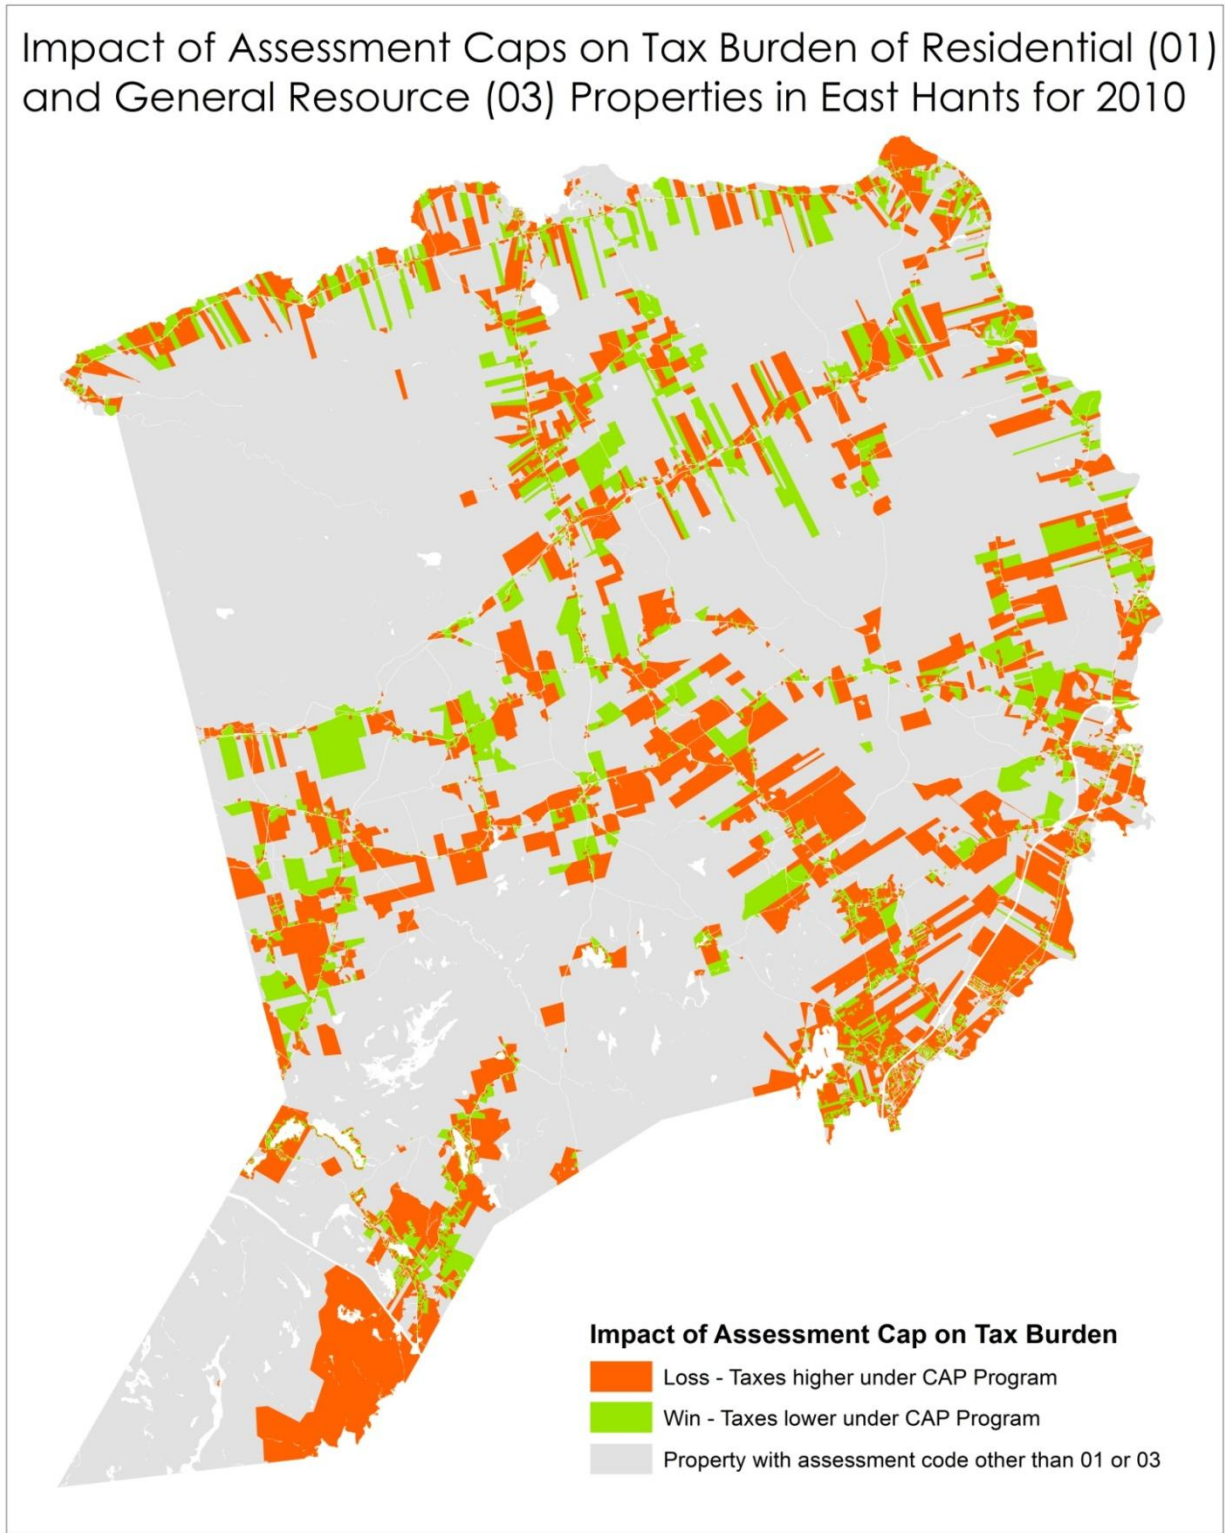 Impact of Assessment Caps on Tax Burden of Residential (01)
and General Resource (03) Properties in East Hants for 2010
Impact of Assessment Cap on Tax Burden
Loss - Taxes higher under CAP Program
Win - Taxes lower under CAP Program
Property with assessment code other than 01 or 03